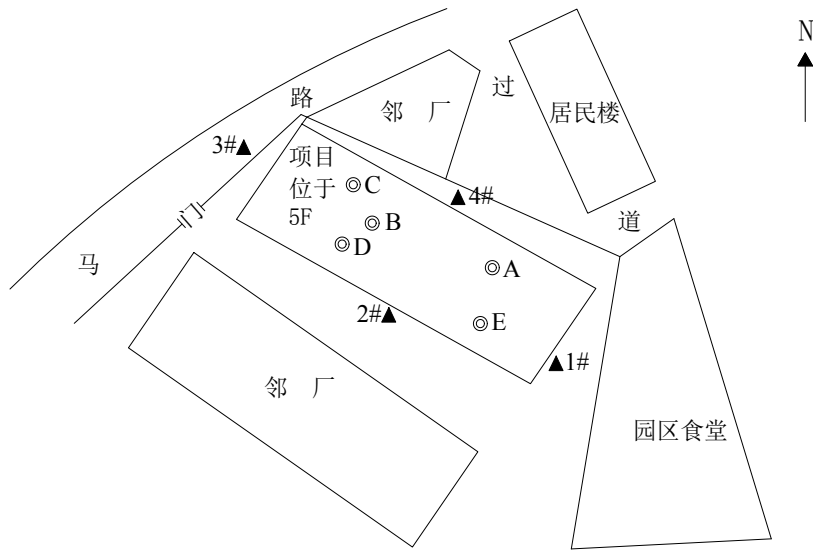 N
路
过
邻 厂
居民楼
3#▲
项目
位于
5F
◎C
▲4#
◎B
门
道
◎D
马
◎A
2#▲
◎E
▲1#
邻 厂
园区食堂